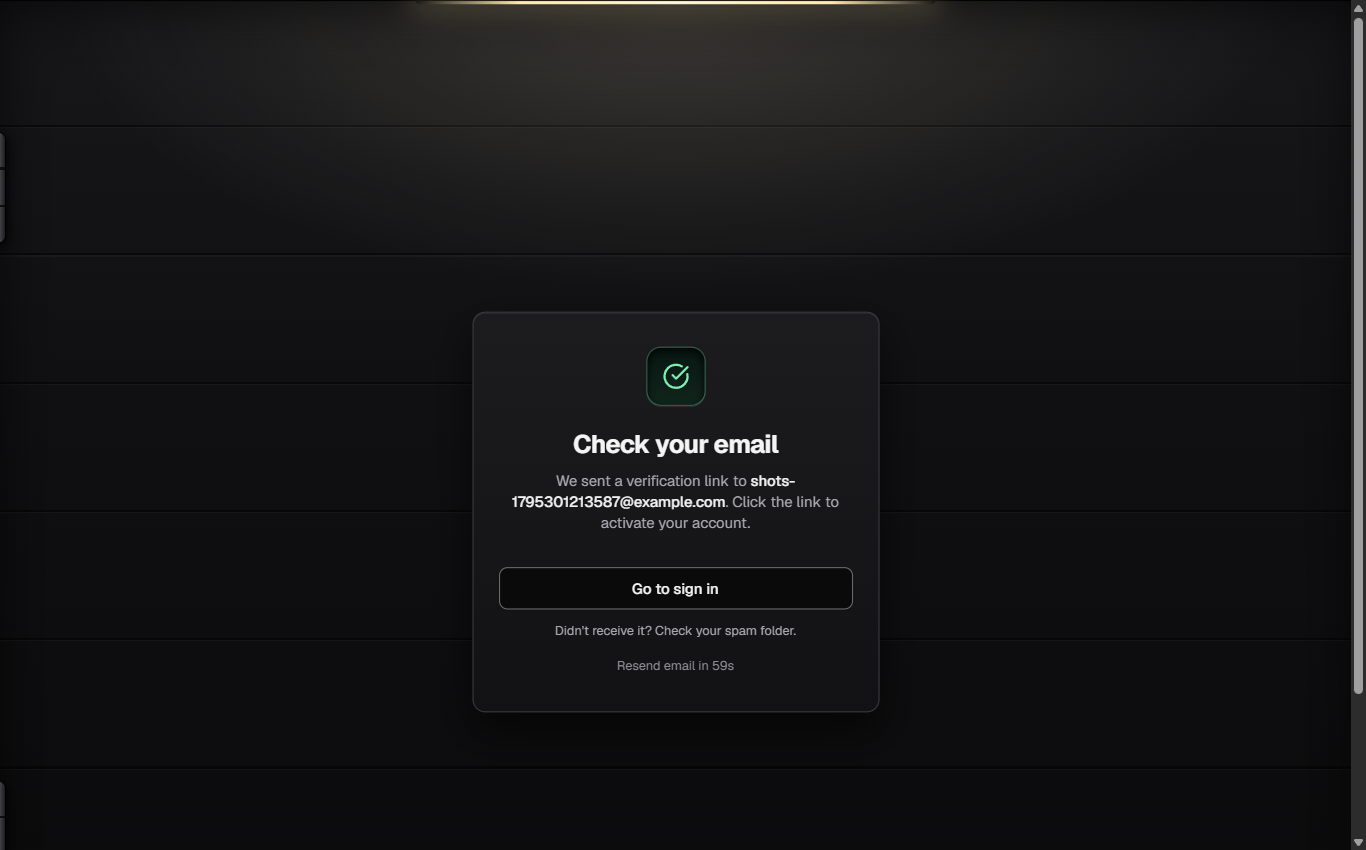 Check your email
We sent a verification link to shots-
1795301213587@example.com. Click the link to
activate your account.
Go to sign in
Didn't receive it? Check your spam folder.
Resend email in 59s